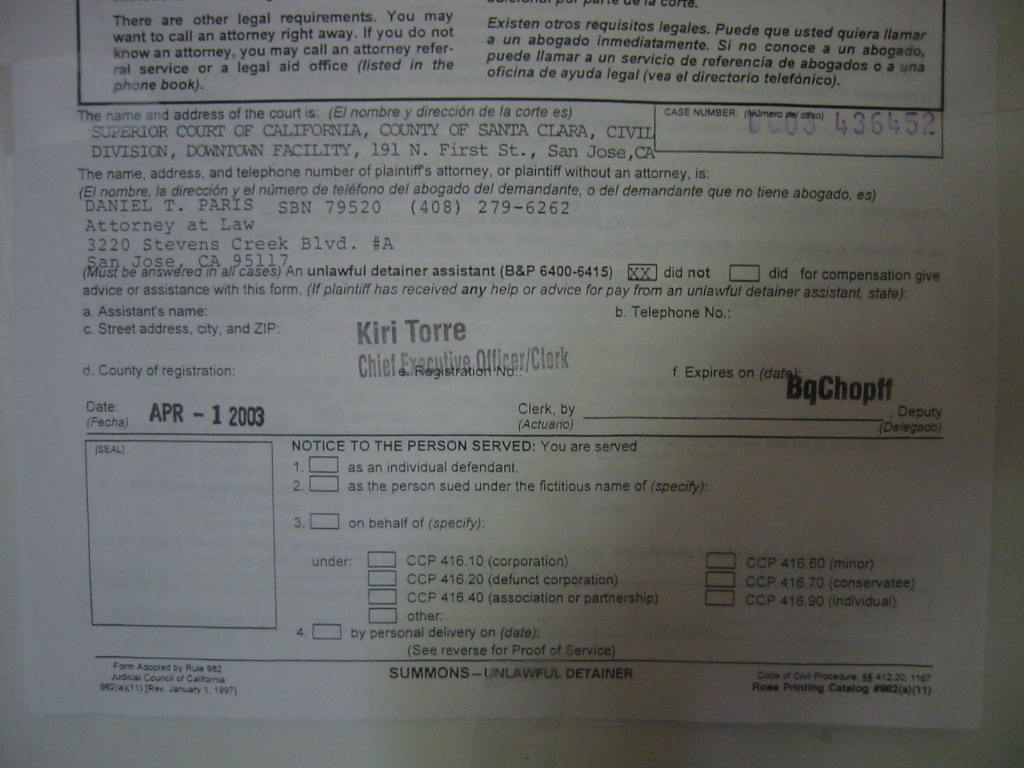 There are other legal requirements. You may
want to call an attorney right away. If you do not
know an attorney, you may call an attorney refer-
ral service or a legal aid office (listed in the
phone book).
adicional por parte de la corte.
Existen otros requisitos legales. Puede que usted quiera llamar
a un abogado inmediatamente. Si no conoce a un abogado,
puede llamar a un servicio de referencia de abogados o a una
oficina de ayuda legal (vea el directorio telefónico).
The name and address of the court is: (El nombre y dirección de la corte es)
SUPERIOR COURT OF CALIFORNIA, COUNTY OF SANTA CLARA, CIVIL
DIVISION, DOWNTOWN FACILITY, 191 N. First St., San Jose,CA
CASE NUMBER: (Número del caso)
436452
The name, address, and telephone number of plaintiff's attorney, or plaintiff without an attorney, is:
(El nombre, la dirección y el número de teléfono del abogado del demandante, o del demandante que no tiene abogado, es)
DANIEL T. PARIS SBN 79520 (408) 279-6262
Attorney at Law
3220 Stevens Creek Blvd. #A
San Jose, CA 95117
(Must be answered in all cases) An unlawful detainer assistant (B&P 6400-6415) XX did not did for compensation give
advice or assistance with this form. (If plaintiff has received any help or advice for pay from an unlawful detainer assistant, state):
a. Assistant's name:
b. Telephone No.:
c. Street address, city, and ZIP:
Kiri Torre
Chief Executive Officer/Clerk
d. County of registration:
e. Registration No.:
f. Expires on (date):
BqChopff
Date: APR - 1 2003
(Fecha)
Clerk, by , Deputy
(Actuario) (Delegado)
(SEAL)
NOTICE TO THE PERSON SERVED: You are served
1. as an individual defendant.
2. as the person sued under the fictitious name of (specify):
3. on behalf of (specify):
under: CCP 416.10 (corporation) CCP 416.60 (minor)
CCP 416.20 (defunct corporation) CCP 416.70 (conservatee)
CCP 416.40 (association or partnership) CCP 416.90 (individual)
other:
4. by personal delivery on (date):
(See reverse for Proof of Service)
Form Adopted by Rule 982
Judicial Council of California
982(a)(11) [Rev. January 1, 1997]
SUMMONS—UNLAWFUL DETAINER
Code of Civil Procedure, §§ 412.20, 1167
Rose Printing Catalog #982(a)(11)